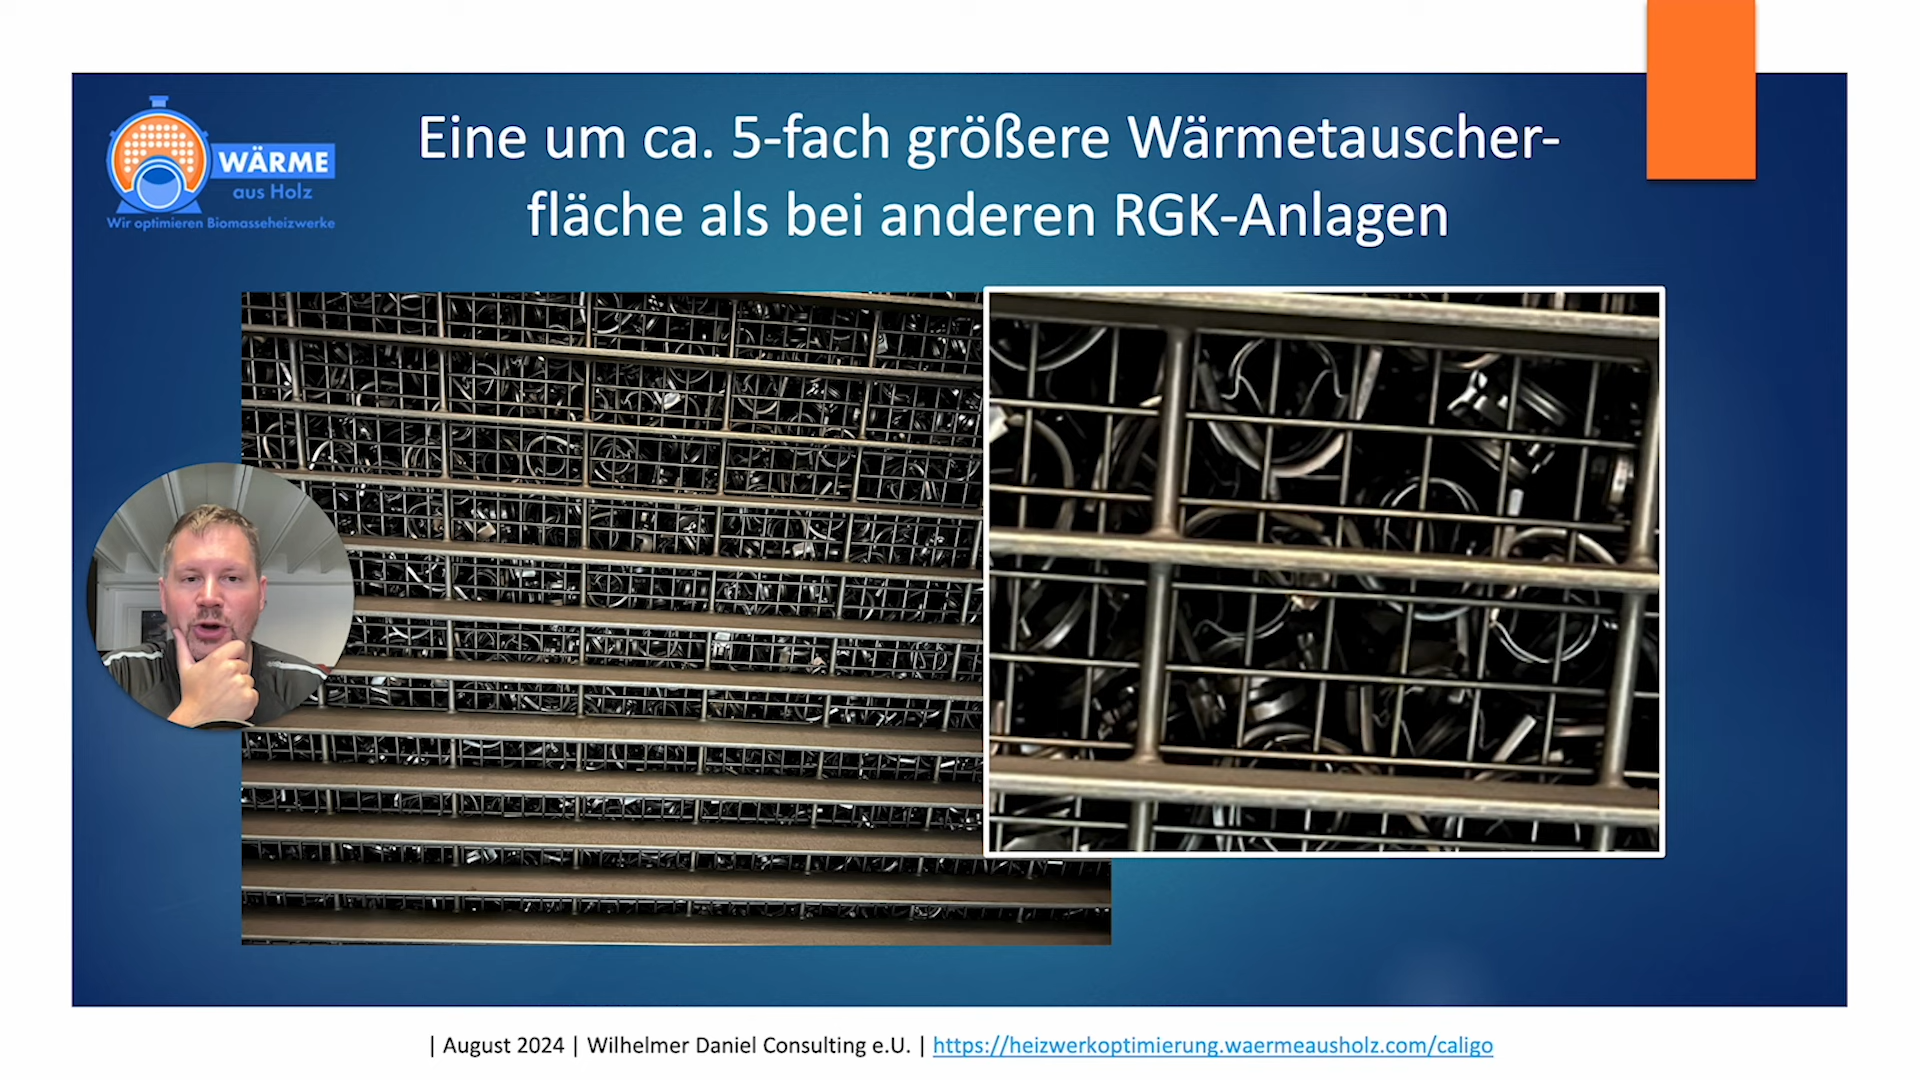 Eine um ca. 5-fach größere Wärmetauscher-
fläche als bei anderen RGK-Anlagen
WÄRME
aus Holz
Wir optimieren Biomasseheizwerke
| August 2024 | Wilhelmer Daniel Consulting e.U. | https://heizwerkoptimierung.waermeausholz.com/caligo